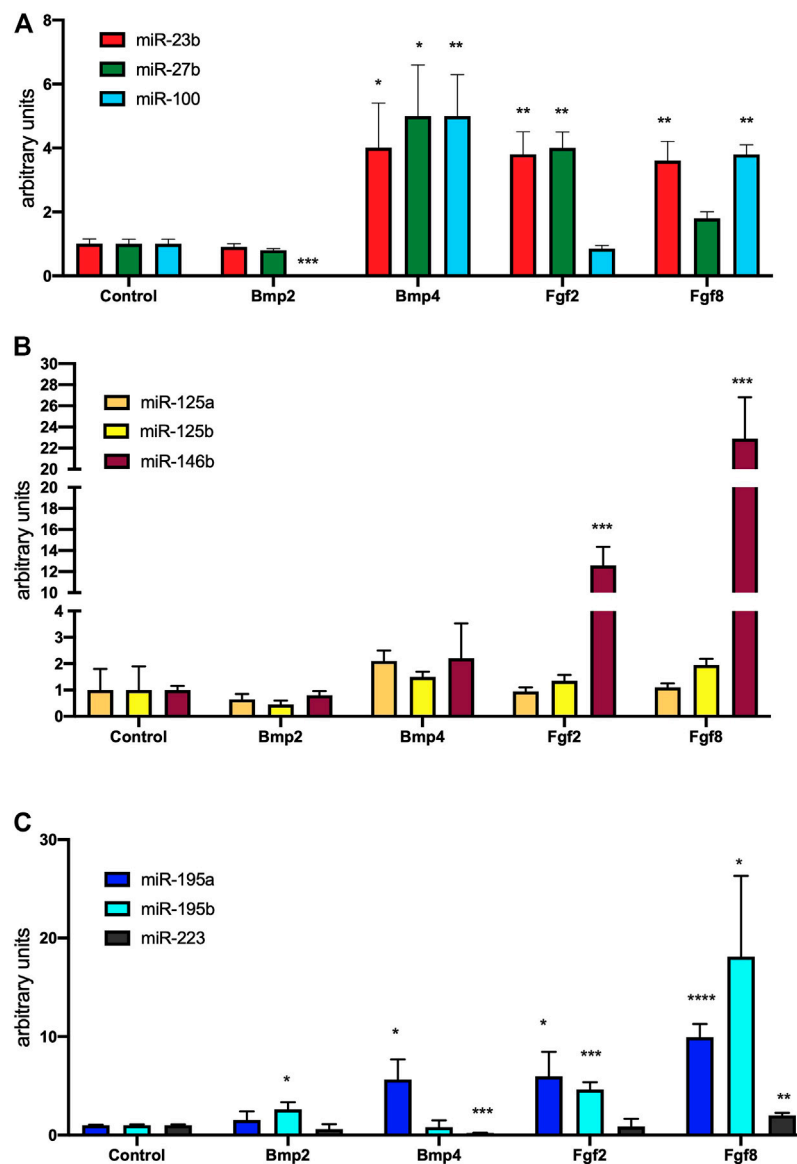 A
8
6
4
2
0
arbitrary units
miR-23b
miR-27b
miR-100
***
* * **
** **
** **
Control Bmp2 Bmp4 Fgf2 Fgf8
B
30
28
26
24
22
20
20
18
16
14
12
10
4
3
2
1
0
arbitrary units
miR-125a
miR-125b
miR-146b
***
***
Control Bmp2 Bmp4 Fgf2 Fgf8
C
30
20
10
0
arbitrary units
miR-195a
miR-195b
miR-223
*
* ***
* ***
**** * **
Control Bmp2 Bmp4 Fgf2 Fgf8